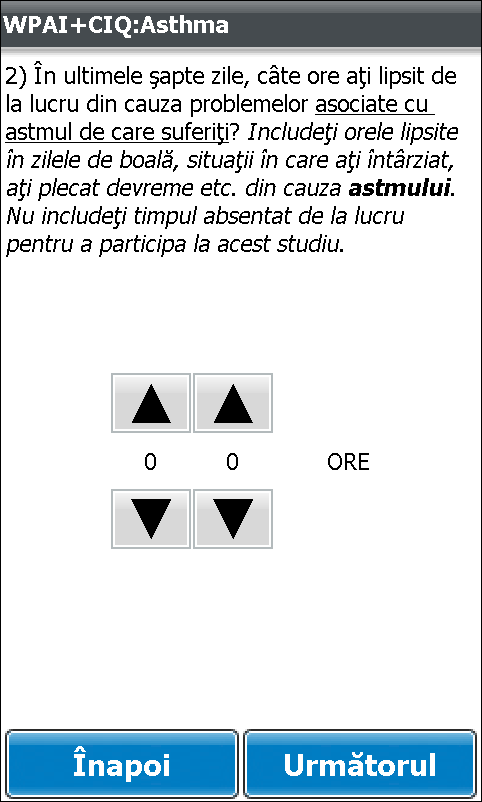 WPAI+CIQ:Asthma
2) În ultimele şapte zile, câte ore aţi lipsit de
la lucru din cauza problemelor asociate cu
astmul de care suferiţi? Includeţi orele lipsite
în zilele de boală, situaţii în care aţi întârziat,
aţi plecat devreme etc. din cauza astmului.
Nu includeţi timpul absentat de la lucru
pentru a participa la acest studiu.
0 0 ORE
Înapoi Următorul